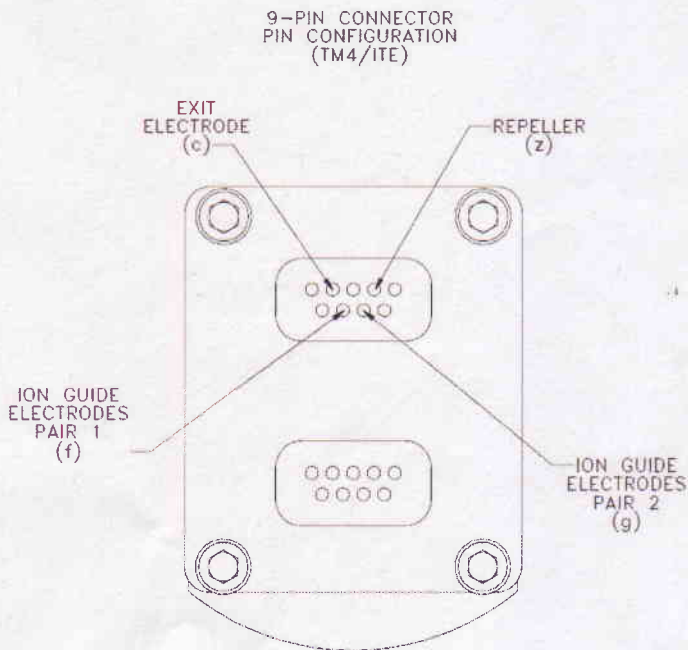 9-PIN CONNECTOR
PIN CONFIGURATION
(TM4/ITE)
EXIT
ELECTRODE
(c)
REPELLER
(z)
ION GUIDE
ELECTRODES
PAIR 1
(f)
ION GUIDE
ELECTRODES
PAIR 2
(g)